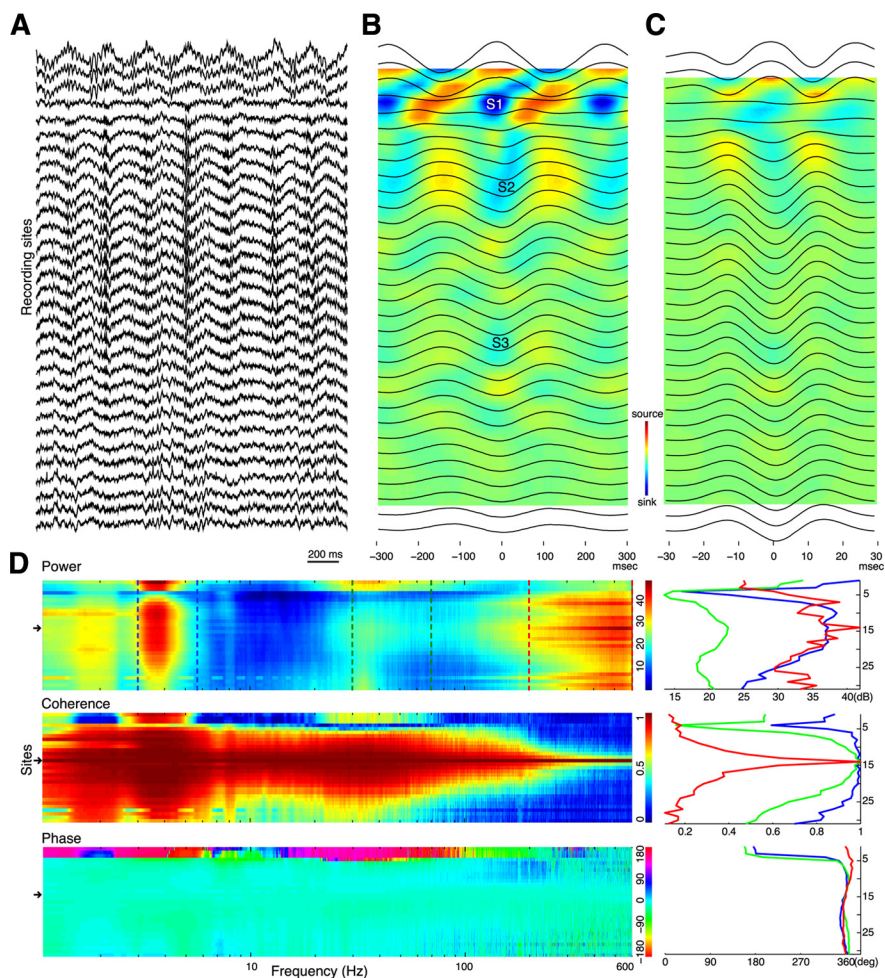 A
B
C
Recording sites
S1
S2
S3
source
sink
200 ms
−300 −200 −100 0 100 200 300
msec
−30 −20 −10 0 10 20 30
msec
D
Power
40
30
20
10
5
15
25
15 20 25 30 35 40(dB)
Coherence
Sites
1
0.5
0
5
15
25
0.2 0.4 0.6 0.8 1
Phase
180
90
0
−90
−180
5
15
25
0 90 180 270 360(deg)
10 100 600
Frequency (Hz)